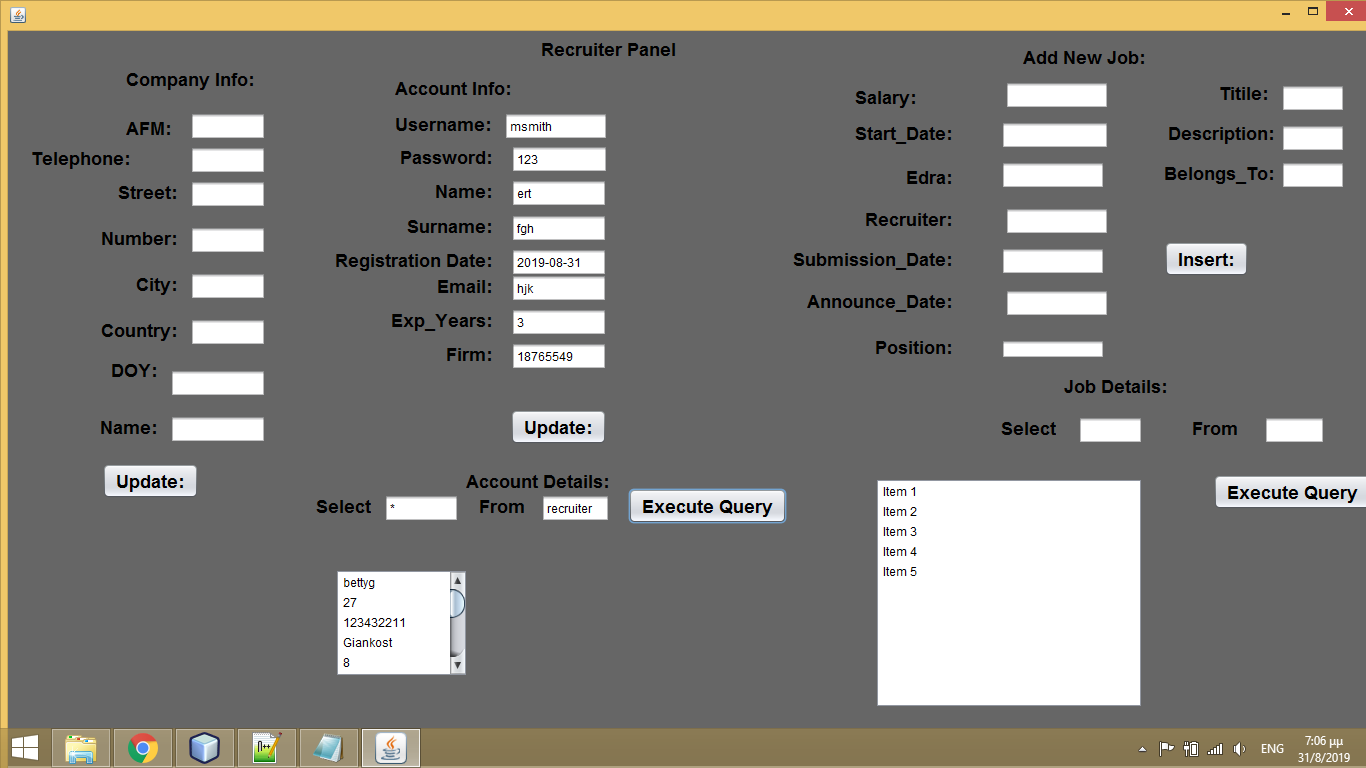 Recruiter Panel
Company Info:
AFM:
Telephone:
Street:
Number:
City:
Country:
DOY:
Name:
Update:
Account Info:
Username: msmith
Password: 123
Name: ert
Surname: fgh
Registration Date: 2019-08-31
Email: hjk
Exp_Years: 3
Firm: 18765549
Update:
Account Details:
Select * From recruiter Execute Query
bettyg
27
123432211
Giankost
8
Add New Job:
Salary:
Start_Date:
Edra:
Recruiter:
Submission_Date:
Announce_Date:
Position:
Titile:
Description:
Belongs_To:
Insert:
Job Details:
Select From
Execute Query
Item 1
Item 2
Item 3
Item 4
Item 5
ENG
7:06 μμ
31/8/2019